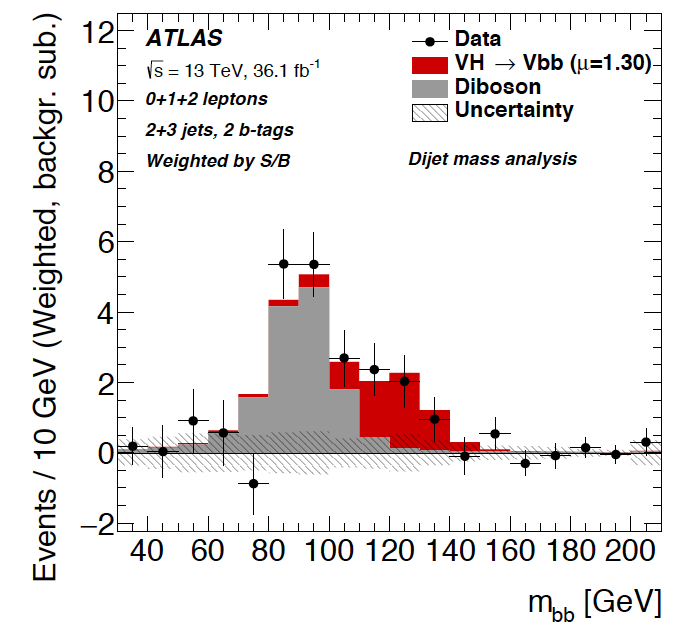 ATLAS
√s = 13 TeV, 36.1 fb⁻¹
0+1+2 leptons
2+3 jets, 2 b-tags
Weighted by S/B
Data
VH → Vbb (μ=1.30)
Diboson
Uncertainty
Dijet mass analysis
Events / 10 GeV (Weighted, backgr. sub.)
12
10
8
6
4
2
0
−2
40 60 80 100 120 140 160 180 200
m_bb [GeV]